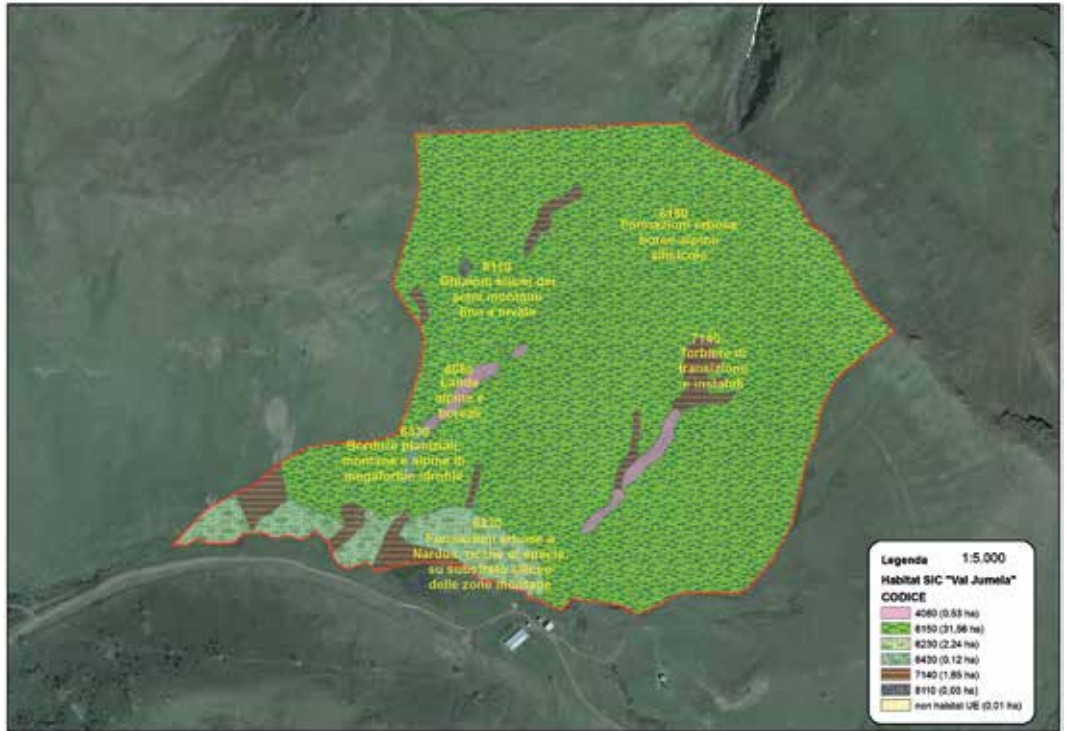 6150
Formazioni erbose
boreo-alpine
silicicole
8110
Ghiaioni silicei dei
piani montano
fino a nivale
7140
Torbiere di
transizione
e instabili
4060
Lande
alpine e
boreali
6430
Bordure planiziali,
montane e alpine di
megaforbie idrofile
6230
Formazioni erbose a
Nardus, ricche di specie,
su substrato siliceo
delle zone montane
Legenda 1:5.000
Habitat SIC "Val Jumela"
CODICE
4060 (0,53 ha)
6150 (31,56 ha)
6230 (2,24 ha)
6430 (0,12 ha)
7140 (1,65 ha)
8110 (0,03 ha)
non habitat UE (0,01 ha)